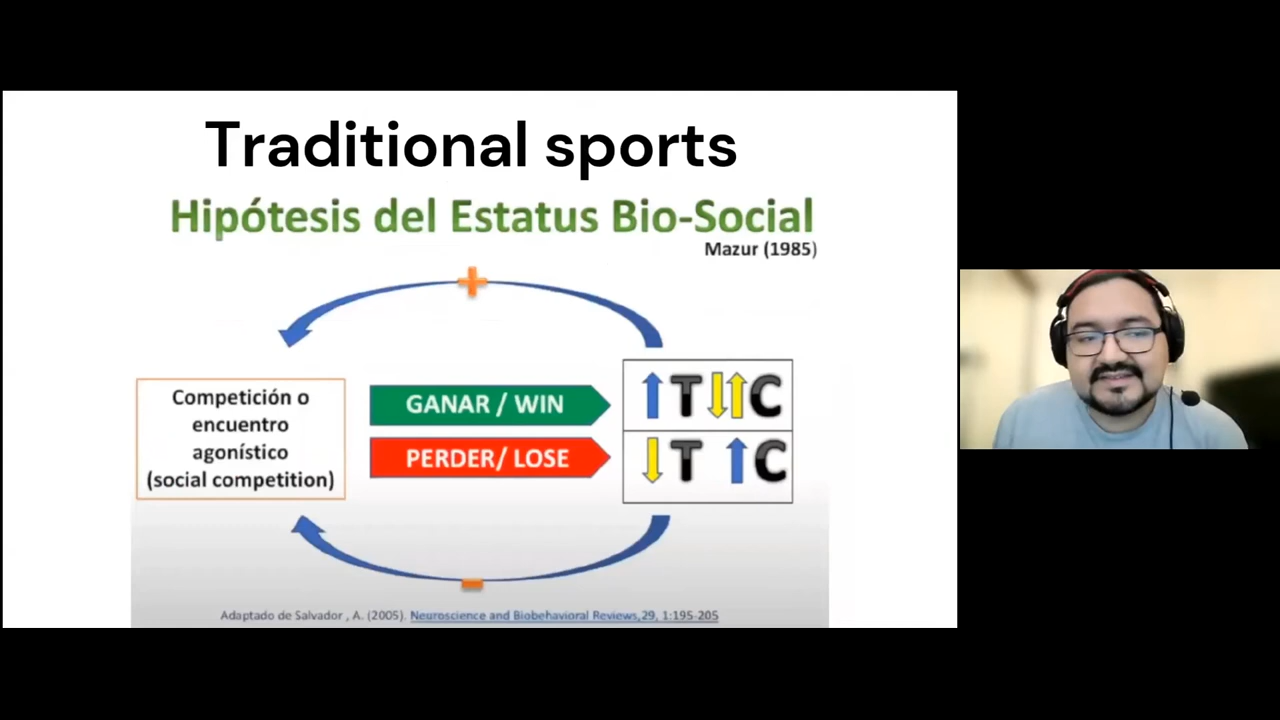 Traditional sports
Hipótesis del Estatus Bio-Social
Mazur (1985)
Competición o
encuentro
agonístico
(social competition)
GANAR / WIN
PERDER/ LOSE
T C
T C
Adaptado de Salvador , A. (2005). Neuroscience and Biobehavioral Reviews,29, 1:195-205